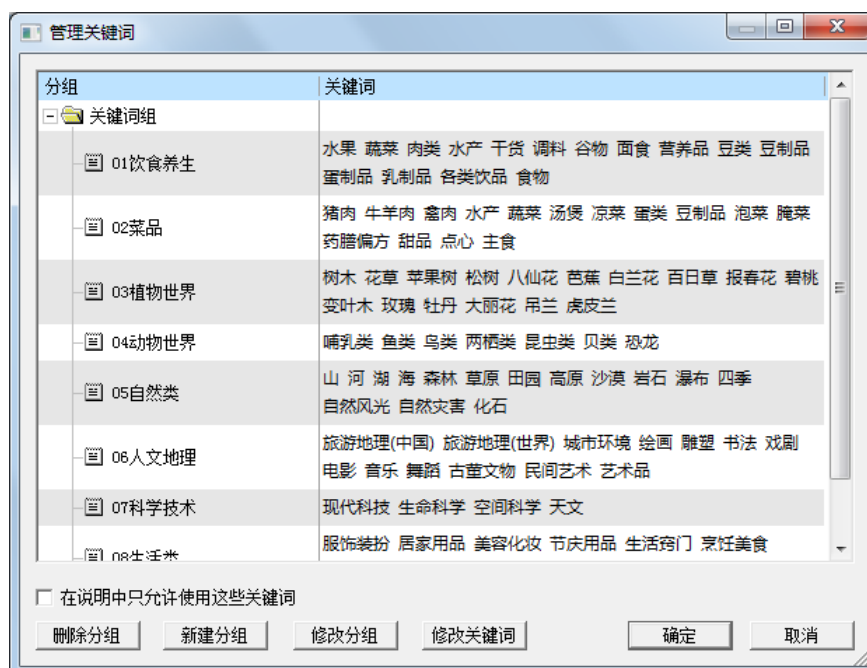 管理关键词
分组 关键词
关键词组
01饮食养生 水果 蔬菜 肉类 水产 干货 调料 谷物 面食 营养品 豆类 豆制品
蛋制品 乳制品 各类饮品 食物
02菜品 猪肉 牛羊肉 禽肉 水产 蔬菜 汤煲 凉菜 蛋类 豆制品 泡菜 腌菜
药膳偏方 甜品 点心 主食
03植物世界 树木 花草 苹果树 松树 八仙花 芭蕉 白兰花 百日草 报春花 碧桃
变叶木 玫瑰 牡丹 大丽花 吊兰 虎皮兰
04动物世界 哺乳类 鱼类 鸟类 两栖类 昆虫类 贝类 恐龙
05自然类 山 河 湖 海 森林 草原 田园 高原 沙漠 岩石 瀑布 四季
自然风光 自然灾害 化石
06人文地理 旅游地理(中国) 旅游地理(世界) 城市环境 绘画 雕塑 书法 戏剧
电影 音乐 舞蹈 古董文物 民间艺术 艺术品
07科学技术 现代科技 生命科学 空间科学 天文
08生活类 服饰装扮 居家用品 美容化妆 节庆用品 生活窍门 烹饪美食
在说明中只允许使用这些关键词
删除分组 新建分组 修改分组 修改关键词 确定 取消